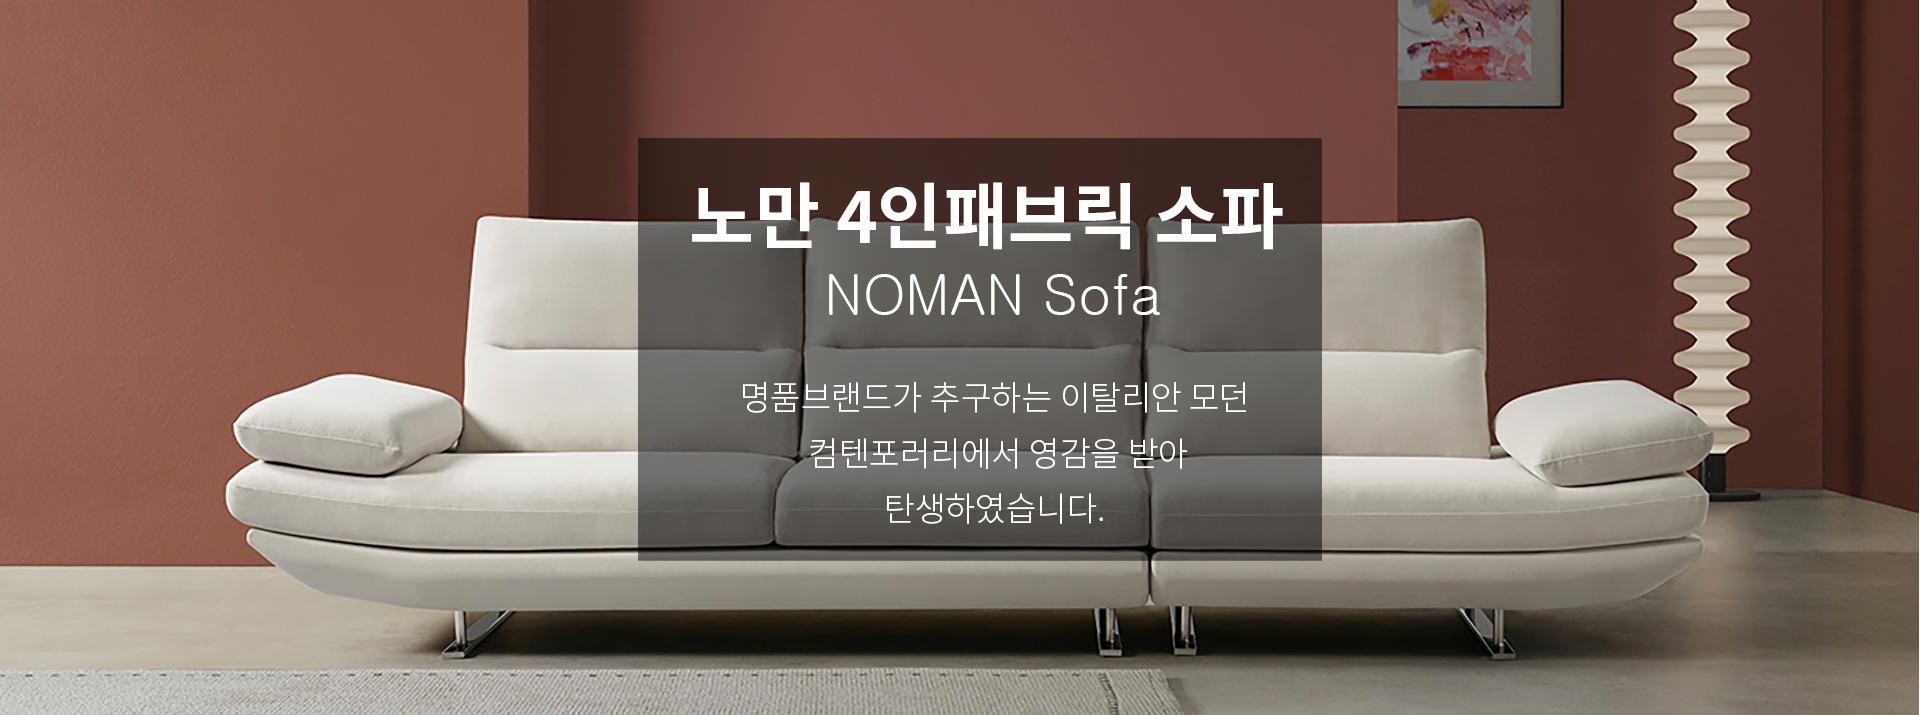 노만 4인패브릭 소파
NOMAN Sofa
명품브랜드가 추구하는 이탈리안 모던
컴텐포러리에서 영감을 받아
탄생하였습니다.